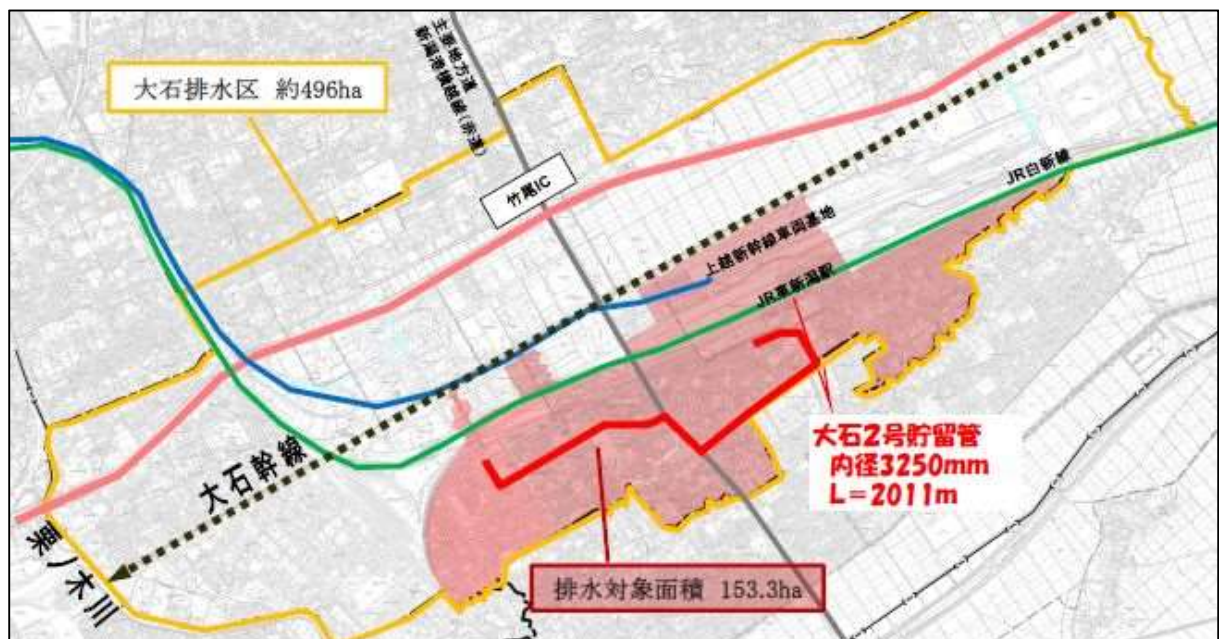 主要地方道
新潟港横越線(赤道)
大石排水区 約496ha
竹尾IC
JR白新線
上越新幹線車両基地
JR東新潟駅
大石幹線
大石2号貯留管
内径3250mm
L=2011m
栗ノ木川
排水対象面積 153.3ha